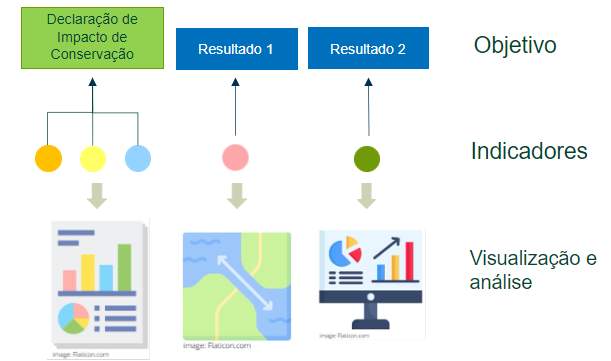 Declaração de
Impacto de
Conservação
Resultado 1
Resultado 2
Objetivo
Indicadores
Visualização e
análise
image: Flaticon.com
image: Flaticon.com
image: Flaticon.com